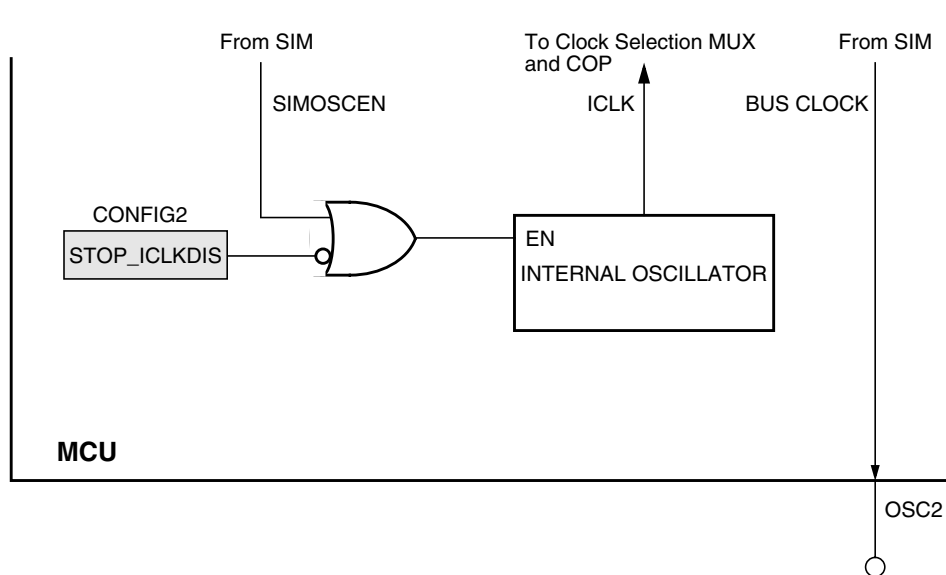 From SIM
To Clock Selection MUX
and COP
From SIM
SIMOSCEN
ICLK
BUS CLOCK
CONFIG2
STOP_ICLKDIS
EN
INTERNAL OSCILLATOR
MCU
OSC2